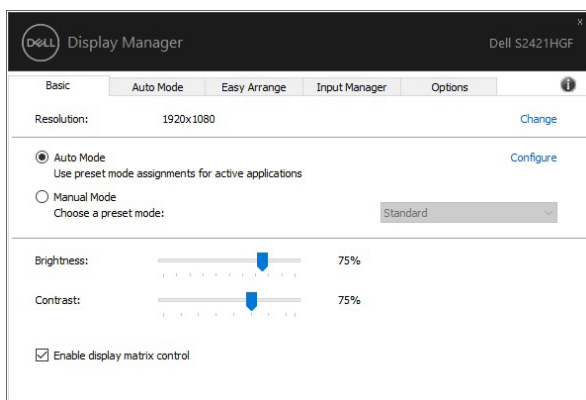 x
DELL Display Manager Dell S2421HGF
Basic Auto Mode Easy Arrange Input Manager Options
Resolution: 1920x1080 Change
Auto Mode Configure
Use preset mode assignments for active applications
Manual Mode
Choose a preset mode: Standard
Brightness: 75%
Contrast: 75%
Enable display matrix control